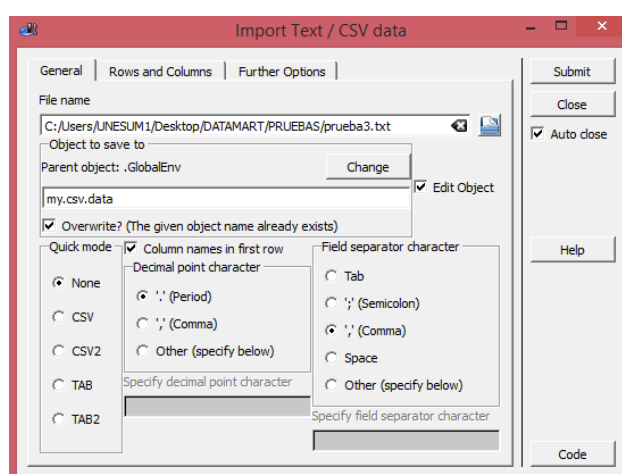 Import Text / CSV data
General Rows and Columns Further Options
Submit
File name
Close
C:/Users/UNESUM1/Desktop/DATAMART/PRUEBAS/prueba3.txt
Auto close
Object to save to
Parent object: .GlobalEnv
Change
my.csv.data
Edit Object
Overwrite? (The given object name already exists)
Quick mode
Column names in first row
Field separator character
Help
None
CSV
CSV2
TAB
TAB2
Decimal point character
'.' (Period)
',' (Comma)
Other (specify below)
Specify decimal point character
Tab
';' (Semicolon)
',' (Comma)
Space
Other (specify below)
Specify field separator character
Code